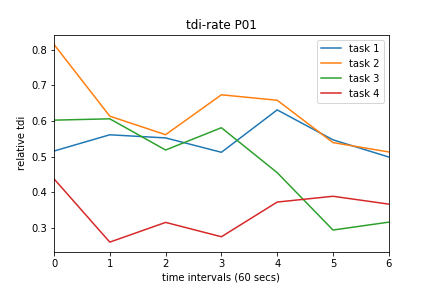 tdi-rate P01
task 1
task 2
task 3
task 4
relative tdi
0.8
0.7
0.6
0.5
0.4
0.3
0 1 2 3 4 5 6
time intervals (60 secs)